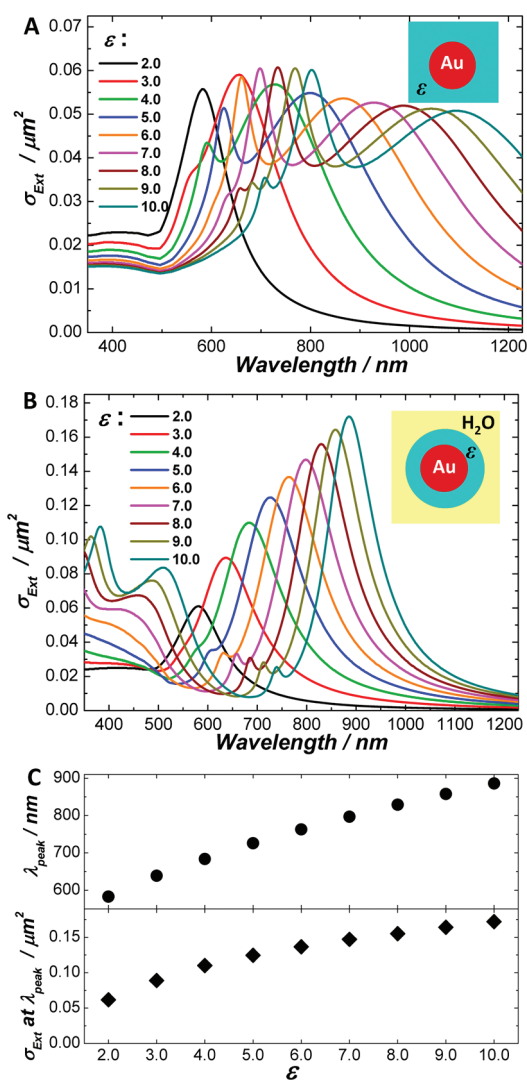 A
ε :
2.0
3.0
4.0
5.0
6.0
7.0
8.0
9.0
10.0
Au
ε
0.07
0.06
0.05
0.04
0.03
0.02
0.01
0.00
σExt / μm²
400 600 800 1000 1200
Wavelength / nm
B
ε :
2.0
3.0
4.0
5.0
6.0
7.0
8.0
9.0
10.0
H₂O
ε
Au
0.18
0.16
0.14
0.12
0.10
0.08
0.06
0.04
0.02
0.00
σExt / μm²
400 500 600 700 800 900 1000 1100 1200
Wavelength / nm
C
900
800
700
600
λpeak / nm
0.15
0.10
0.05
0.00
σExt at λpeak / μm²
2.0 3.0 4.0 5.0 6.0 7.0 8.0 9.0 10.0
ε